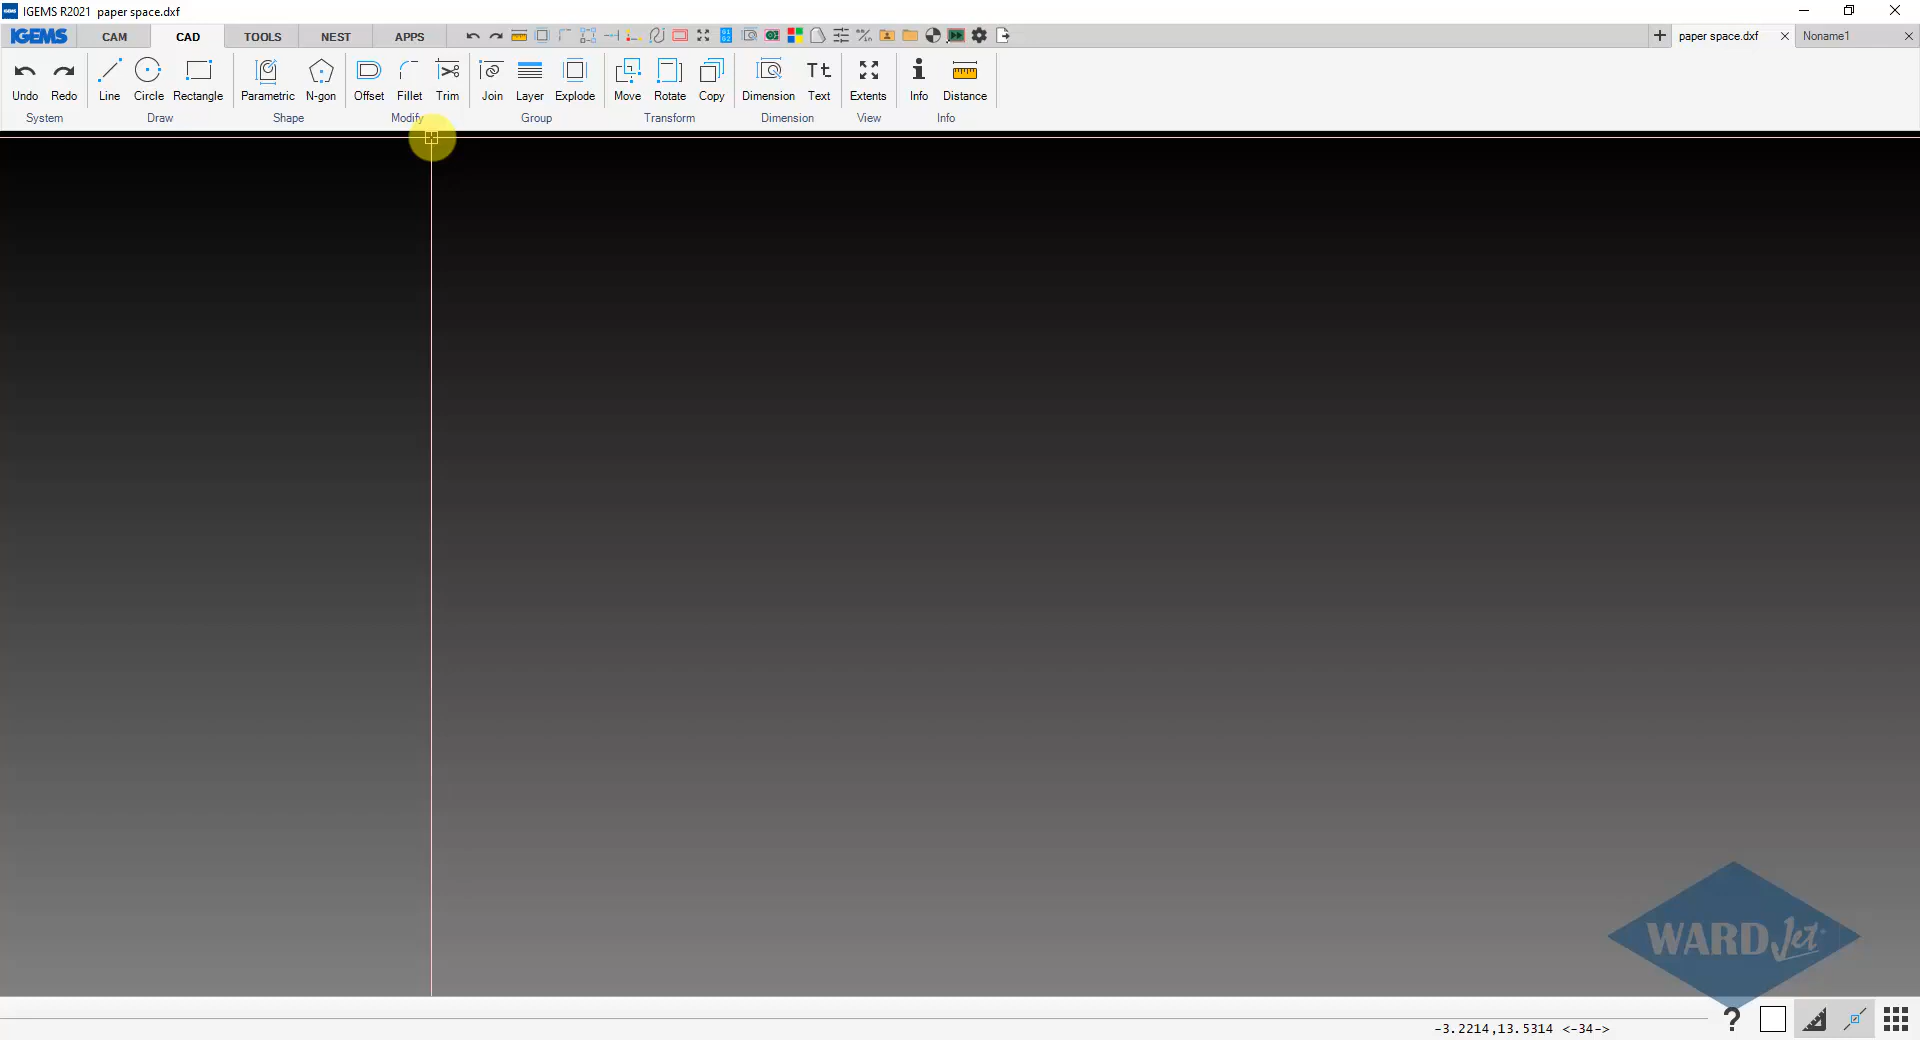 IGEMS R2021 paper space.dxf
IGEMS CAM CAD TOOLS NEST APPS
paper space.dxf Noname1
Undo Redo Line Circle Rectangle Parametric N-gon Offset Fillet Trim Join Layer Explode Move Rotate Copy Dimension Text Extents Info Distance
System Draw Shape Modify Group Transform Dimension View Info
WARDJet
-3.2214,13.5314 <-34->